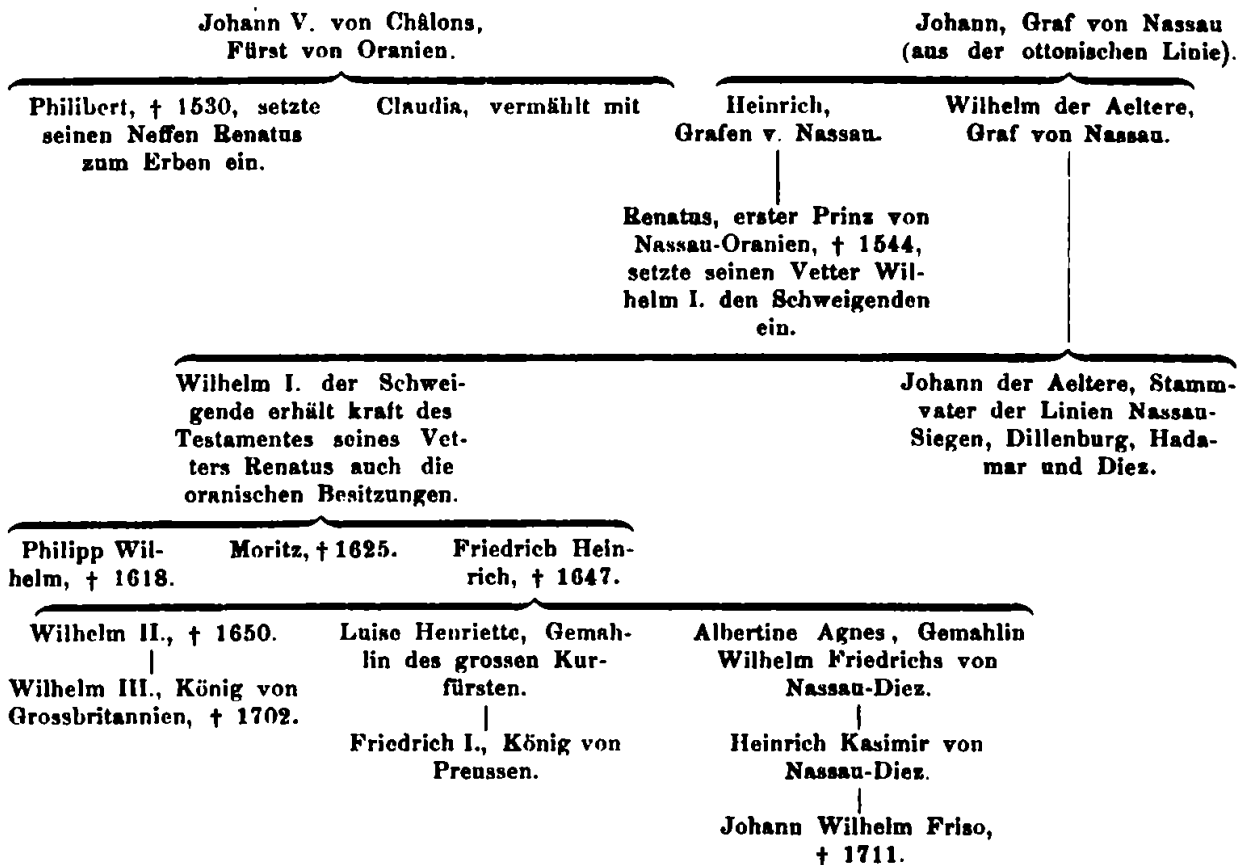 Johann V. von Châlons,
Fürst von Oranien.
Johann, Graf von Nassau
(aus der ottonischen Linie).
Philibert, † 1530, setzte
seinen Neffen Renatus
zum Erben ein.
Claudia, vermählt mit
Heinrich,
Grafen v. Nassau.
Wilhelm der Aeltere,
Graf von Nassau.
Renatus, erster Prinz von
Nassau-Oranien, † 1544,
setzte seinen Vetter Wil-
helm I. den Schweigenden
ein.
Wilhelm I. der Schwei-
gende erhält kraft des
Testamentes seines Vet-
ters Renatus auch die
oranischen Besitzungen.
Johann der Aeltere, Stamm-
vater der Linien Nassau-
Siegen, Dillenburg, Hada-
mar und Diez.
Philipp Wil-
helm, † 1618.
Moritz, † 1625.
Friedrich Hein-
rich, † 1647.
Wilhelm II., † 1650.
Wilhelm III., König von
Grossbritannien, † 1702.
Luise Henriette, Gemah-
lin des grossen Kur-
fürsten.
Friedrich I., König von
Preussen.
Albertine Agnes, Gemahlin
Wilhelm Friedrichs von
Nassau-Diez.
Heinrich Kasimir von
Nassau-Diez.
Johann Wilhelm Friso,
† 1711.